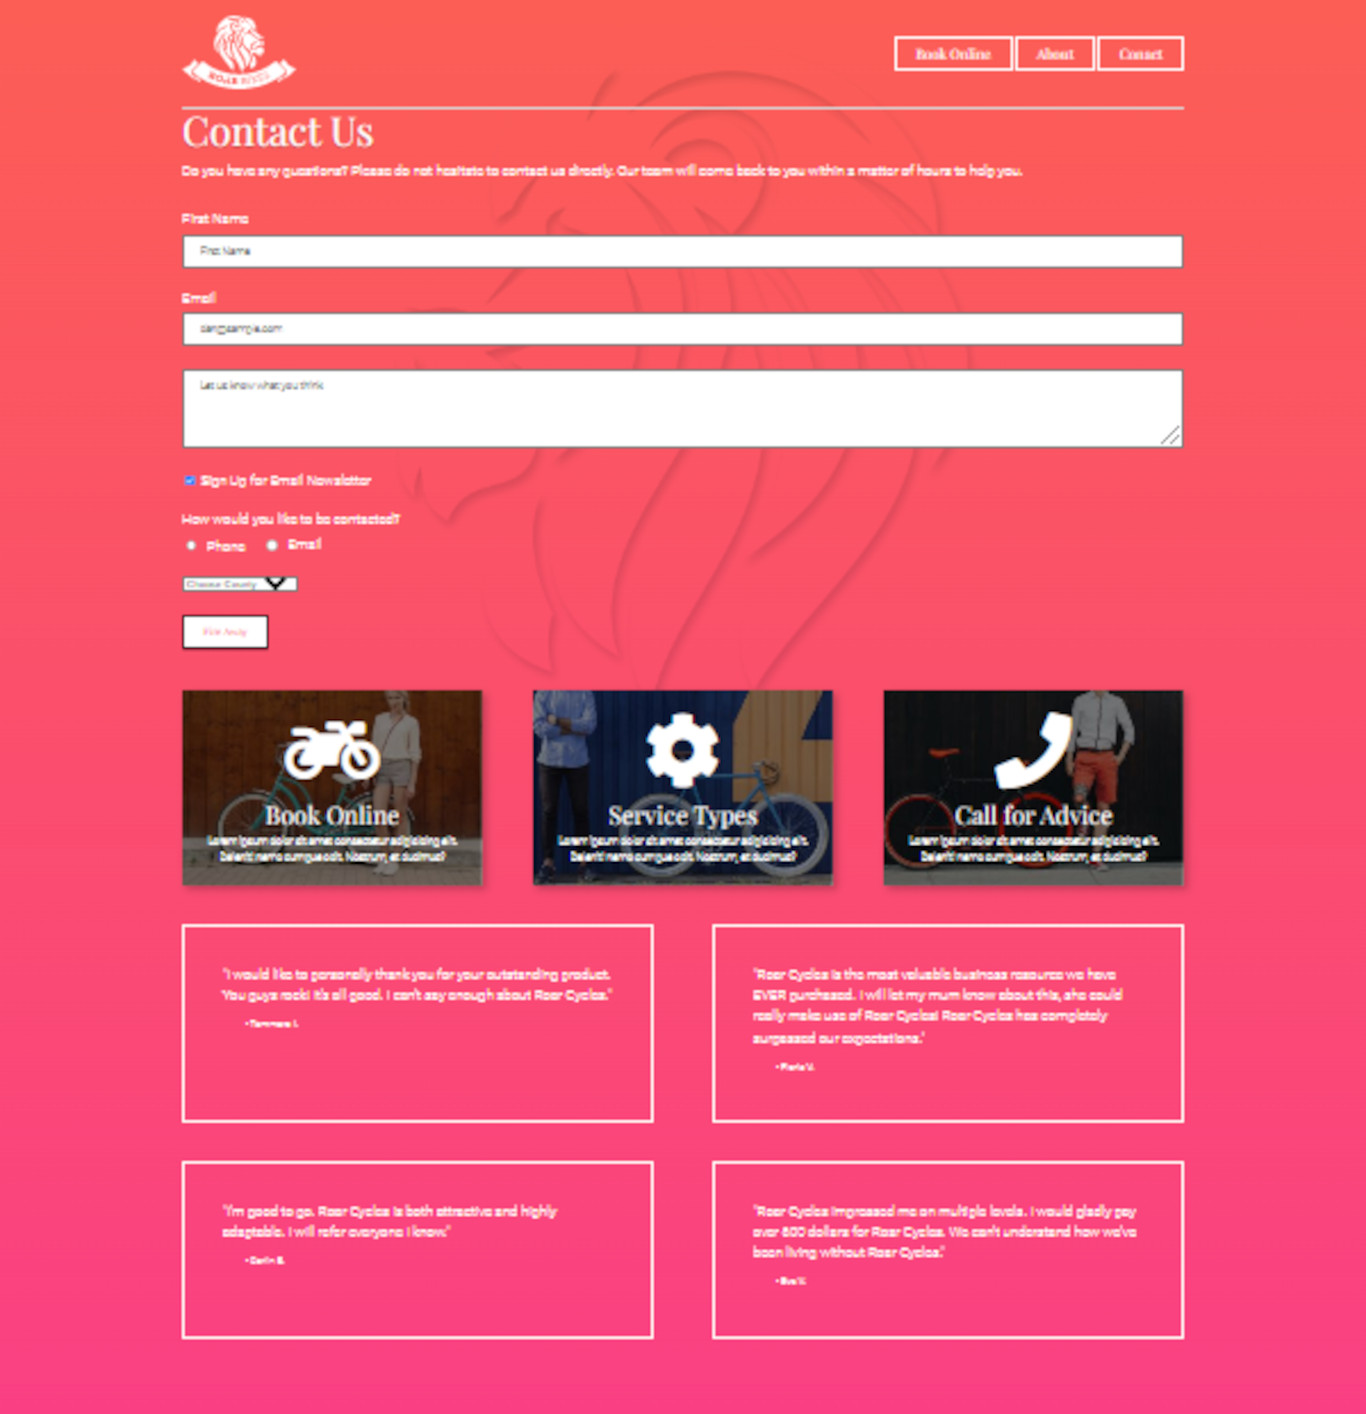 ROAR BIKES
Book Online
About
Conact
Contact Us
Do you have any questions? Please do not hesitate to contact us directly. Our team will come back to you within a matter of hours to help you.
First Name
First Name
Email
Let us know what you think
Sign Up for Email Newsletter
How would you like to be contacted?
Phone
Email
Choose County
Fire Away
Book Online
Lorem ipsum dolor sit amet consectetur adipisicing elit.
Deleniti nemo cumque odit. Nostrum, et ducimus?
Service Types
Lorem ipsum dolor sit amet consectetur adipisicing elit.
Deleniti nemo cumque odit. Nostrum, et ducimus?
Call for Advice
Lorem ipsum dolor sit amet consectetur adipisicing elit.
Deleniti nemo cumque odit. Nostrum, et ducimus?
"I would like to personally thank you for your outstanding product.
You guys rock! It's all good. I can't say enough about Roar Cycles."
"Roar Cycles is the most valuable business resource we have
EVER purchased. I will let my mum know about this, she could
really make use of Roar Cycles! Roar Cycles has completely
surpassed our expectations."
"I'm good to go. Roar Cycles is both attractive and highly
adaptable. I will refer everyone I know."
"Roar Cycles impressed me on multiple levels. I would gladly pay
over 600 dollars for Roar Cycles. We can't understand how we've
been living without Roar Cycles."